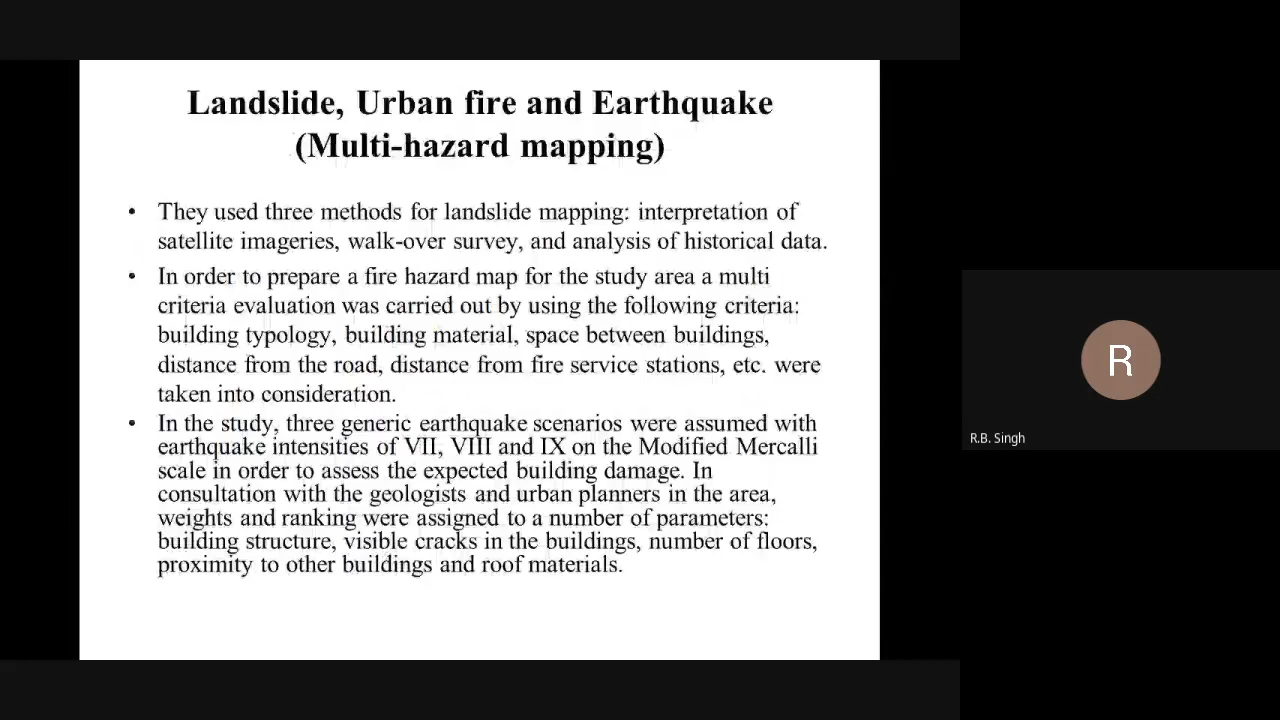 Landslide, Urban fire and Earthquake
(Multi-hazard mapping)
• They used three methods for landslide mapping: interpretation of
satellite imageries, walk-over survey, and analysis of historical data.
• In order to prepare a fire hazard map for the study area a multi
criteria evaluation was carried out by using the following criteria:
building typology, building material, space between buildings,
distance from the road, distance from fire service stations, etc. were
taken into consideration.
• In the study, three generic earthquake scenarios were assumed with
earthquake intensities of VII, VIII and IX on the Modified Mercalli
scale in order to assess the expected building damage. In
consultation with the geologists and urban planners in the area,
weights and ranking were assigned to a number of parameters:
building structure, visible cracks in the buildings, number of floors,
proximity to other buildings and roof materials.
R
R.B. Singh